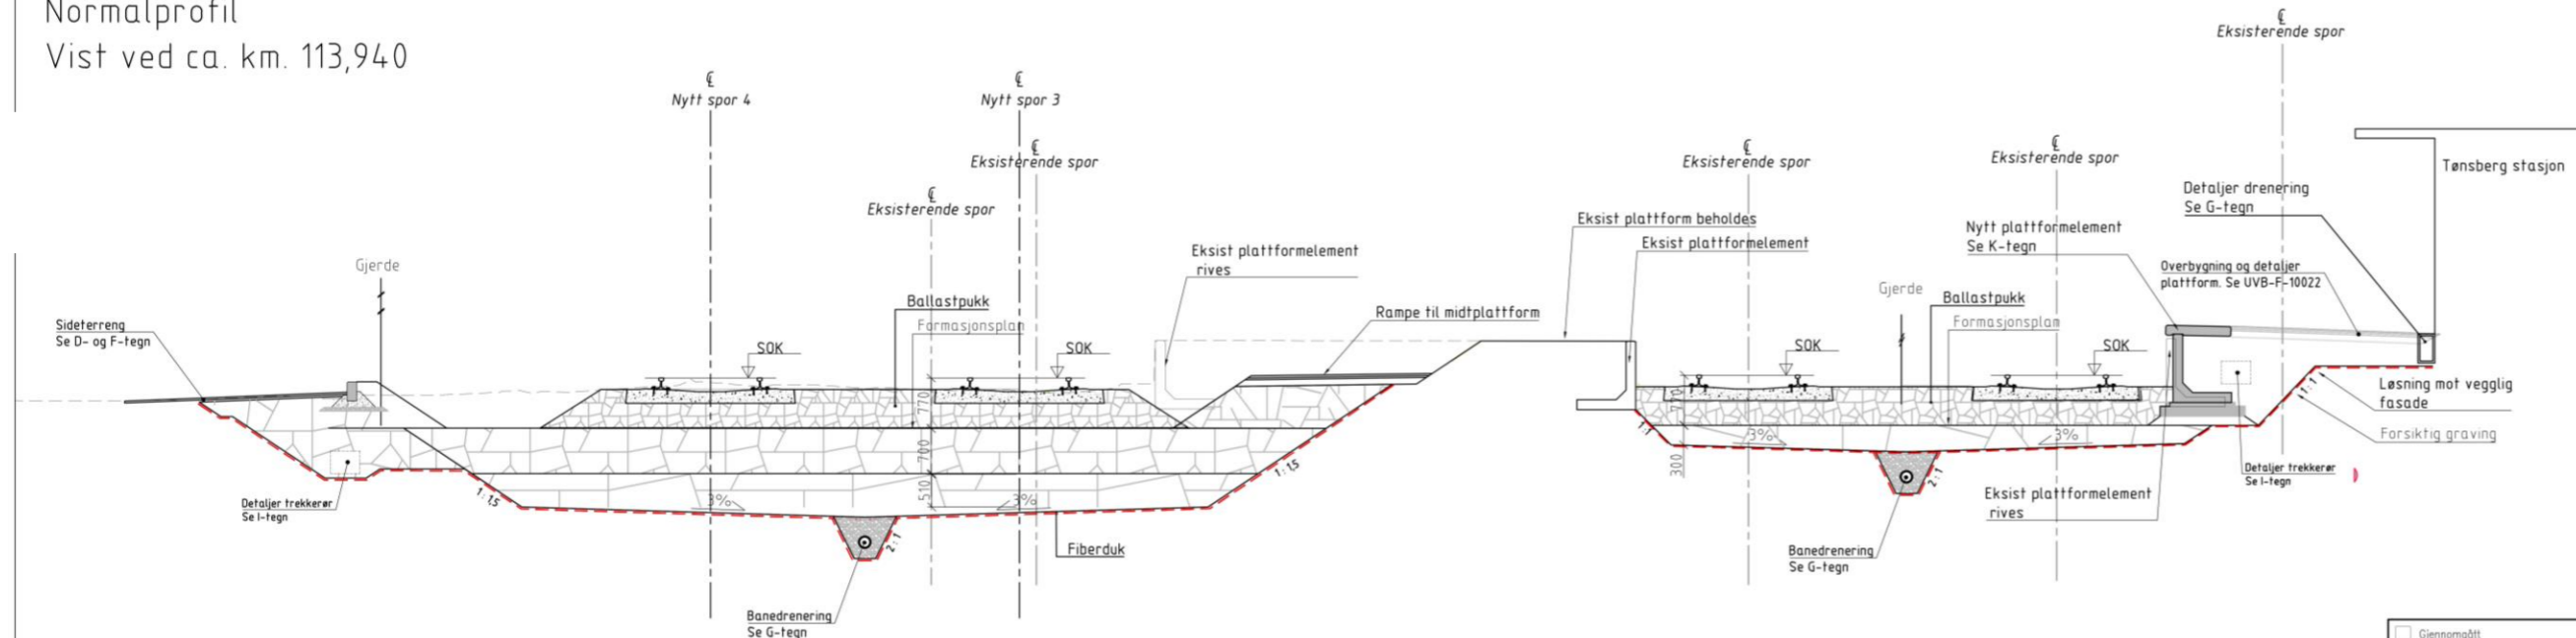 Normalprofil
Vist ved ca. km. 113,940
℄
Eksisterende spor
℄
Nytt spor 4
℄
Nytt spor 3
℄
Eksisterende spor
℄
Eksisterende spor
℄
Eksisterende spor
℄
Eksisterende spor
Tønsberg stasjon
Detaljer drenering
Se G-tegn
Eksist plattform beholdes
Eksist plattformelement
Nytt plattformelement
Se K-tegn
Eksist plattformelement
rives
Gjerde
Overbygning og detaljer
plattform. Se UVB-F-10022
Gjerde
Ballastpukk
Ballastpukk
Rampe til midtplattform
Formasjonsplan
Formasjonsplan
Sideterreng
Se D- og F-tegn
SOK
SOK
SOK
SOK
Løsning mot vegglig
fasade
Forsiktig graving
770
770
700
510
300
3%
3%
3%
3%
1:1,5
1:1,5
1:1
1:1
2:1
2:1
Detaljer trekkerør
Se I-tegn
Detaljer trekkerør
Se I-tegn
Eksist plattformelement
rives
Fiberduk
Banedrenering
Se G-tegn
Banedrenering
Se G-tegn
Gjennomgått